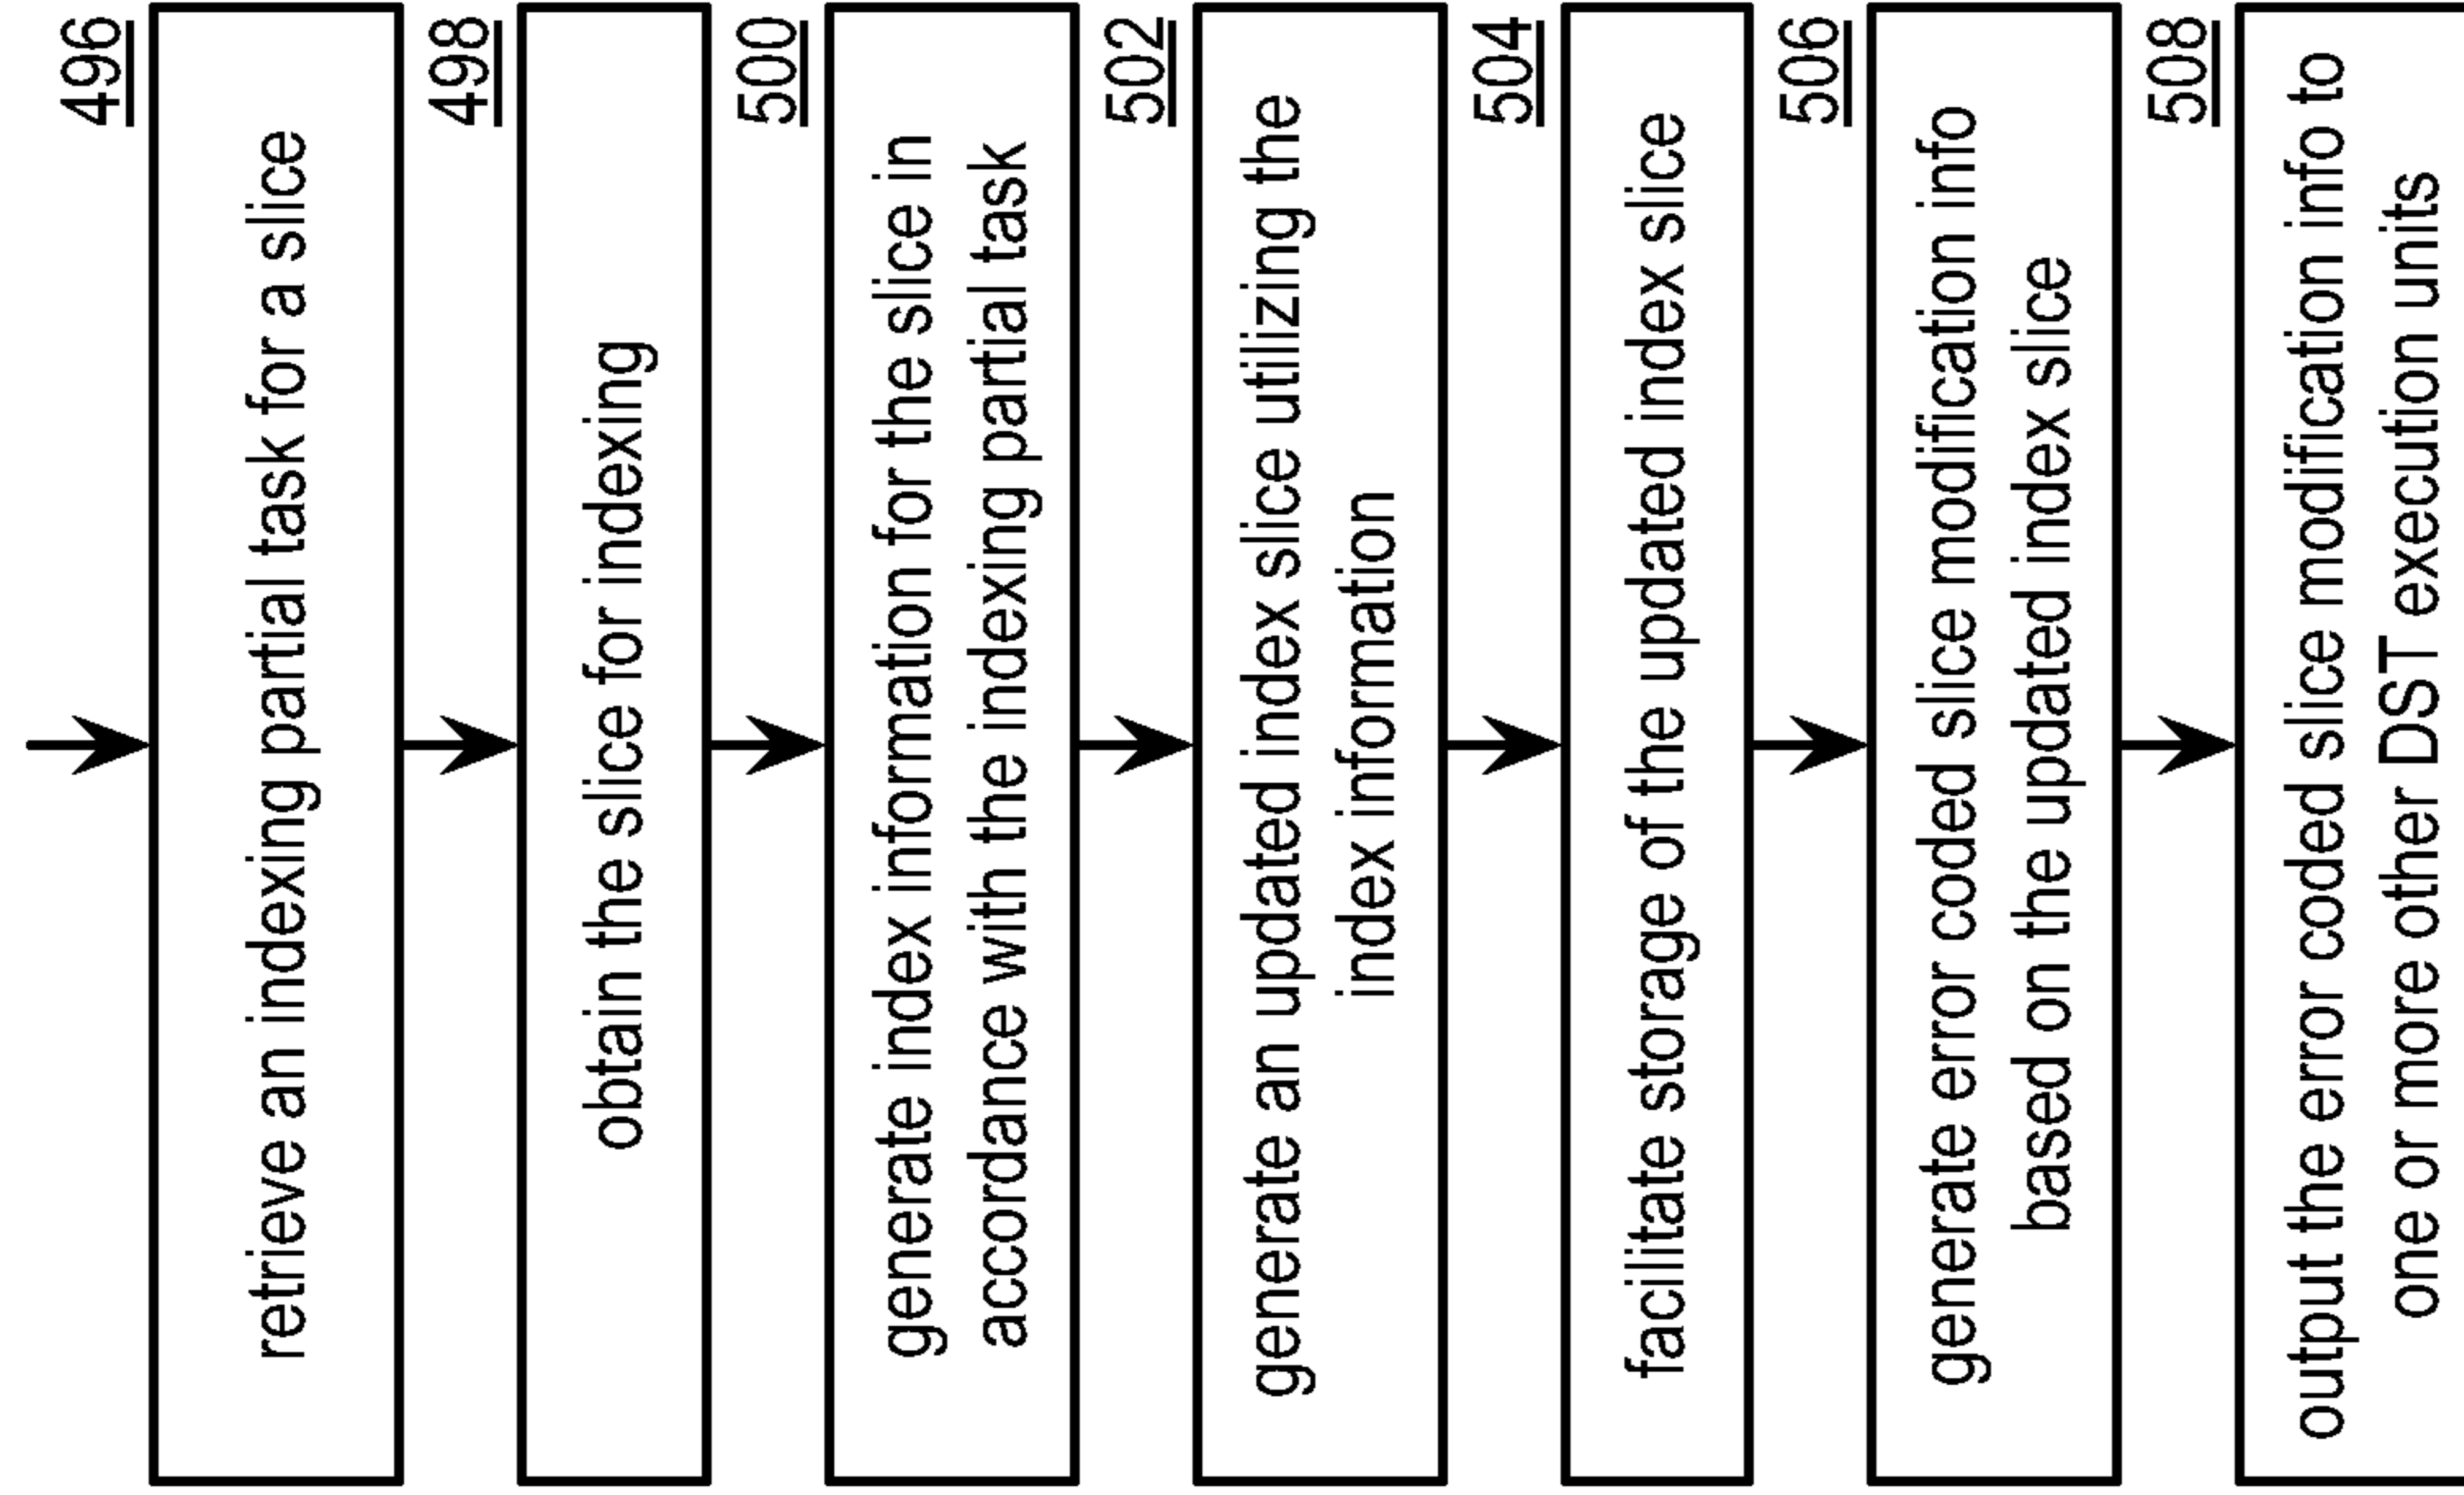 496
retrieve an indexing partial task for a slice
498
obtain the slice for indexing
500
generate index information for the slice in
accordance with the indexing partial task
502
generate an updated index slice utilizing the
index information
504
facilitate storage of the updated index slice
506
generate error coded slice modification info
based on the updated index slice
508
output the error coded slice modification info to
one or more other DST execution units